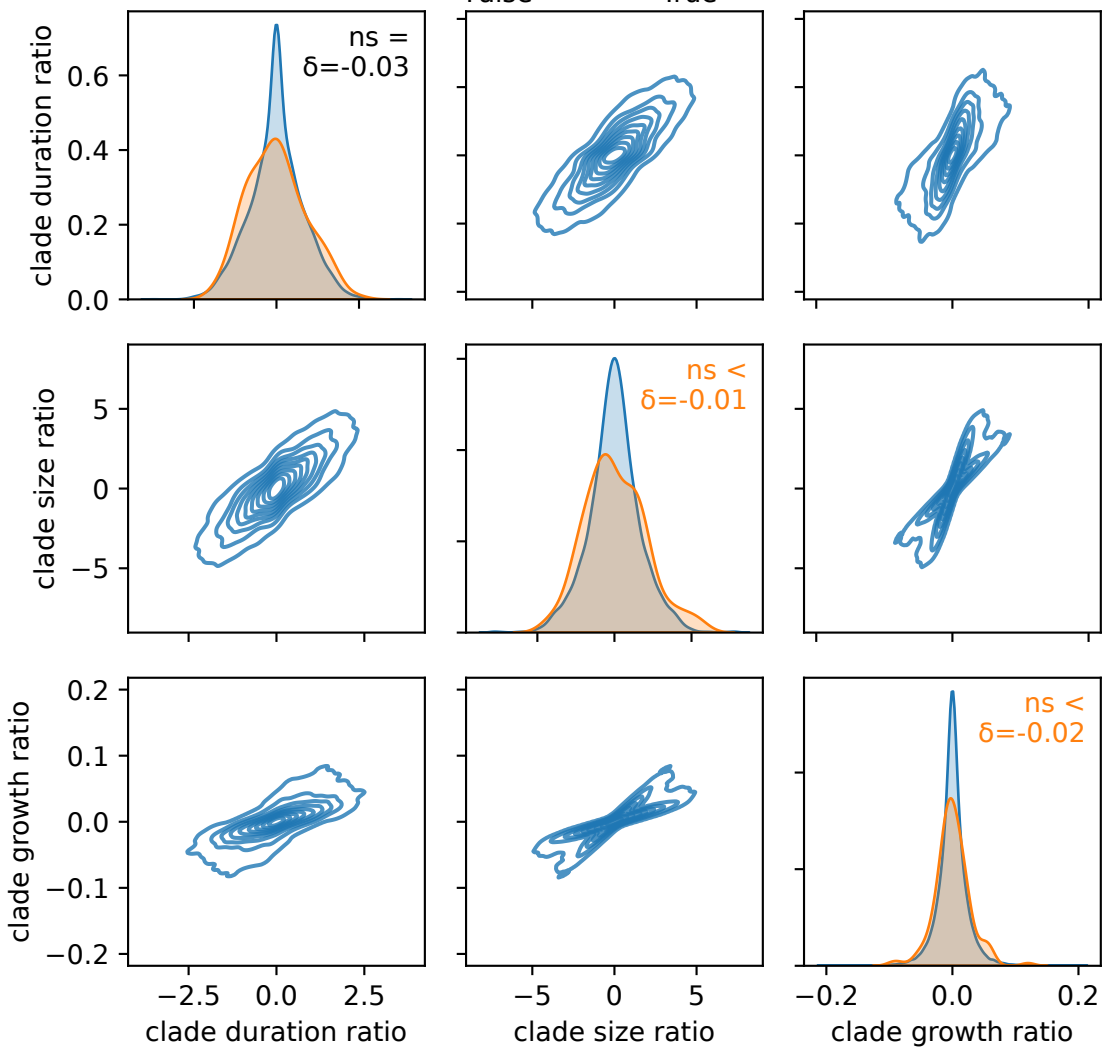 clade duration ratio
0.6
0.4
0.2
0.0
ns =
δ=-0.03
clade size ratio
5
0
−5
ns <
δ=-0.01
clade growth ratio
0.2
0.1
0.0
−0.1
−0.2
ns <
δ=-0.02
−2.5 0.0 2.5
−5 0 5
−0.2 0.0 0.2
clade duration ratio
clade size ratio
clade growth ratio